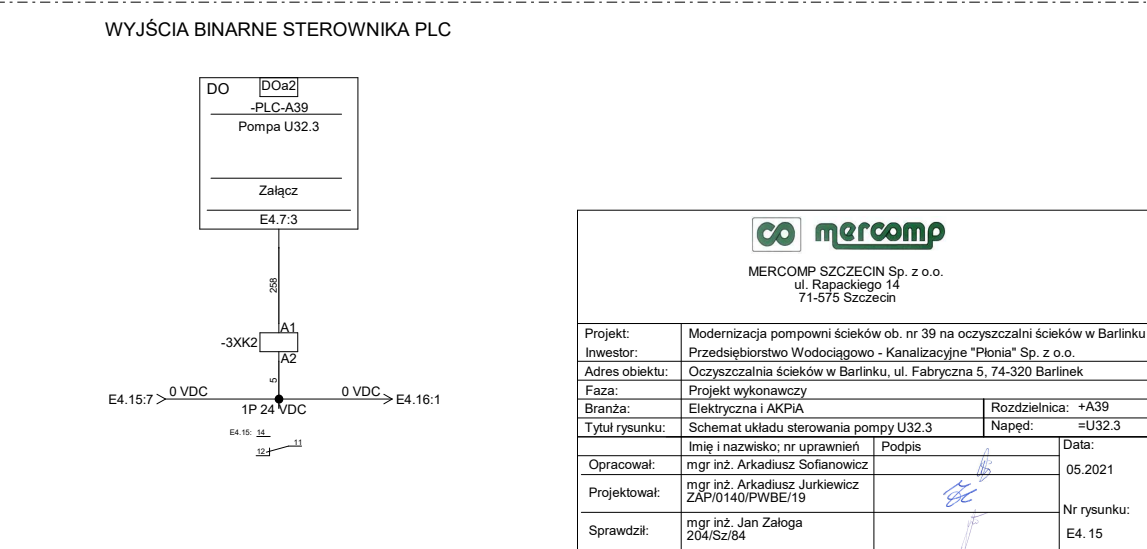 WYJŚCIA BINARNE STEROWNIKA PLC
DO
DOa2
-PLC-A39
Pompa U32.3
Załącz
E4.7:3
258
A1
-3XK2
A2
5
E4.15:7
0 VDC
0 VDC
E4.16:1
1P 24 VDC
E4.15: 14
11
12
co mercomp
MERCOMP SZCZECIN Sp. z o.o.
ul. Rapackiego 14
71-575 Szczecin
Projekt: Modernizacja pompowni ścieków ob. nr 39 na oczyszczalni ścieków w Barlinku
Inwestor: Przedsiębiorstwo Wodociągowo - Kanalizacyjne "Płonia" Sp. z o.o.
Adres obiektu: Oczyszczalnia ścieków w Barlinku, ul. Fabryczna 5, 74-320 Barlinek
Faza: Projekt wykonawczy
Branża: Elektryczna i AKPiA Rozdzielnica: +A39
Tytuł rysunku: Schemat układu sterowania pompy U32.3 Napęd: =U32.3
Imię i nazwisko; nr uprawnień Podpis Data:
Opracował: mgr inż. Arkadiusz Sofianowicz 05.2021
Projektował: mgr inż. Arkadiusz Jurkiewicz
ZAP/0140/PWBE/19
Nr rysunku:
Sprawdził: mgr inż. Jan Załoga
204/Sz/84
E4. 15